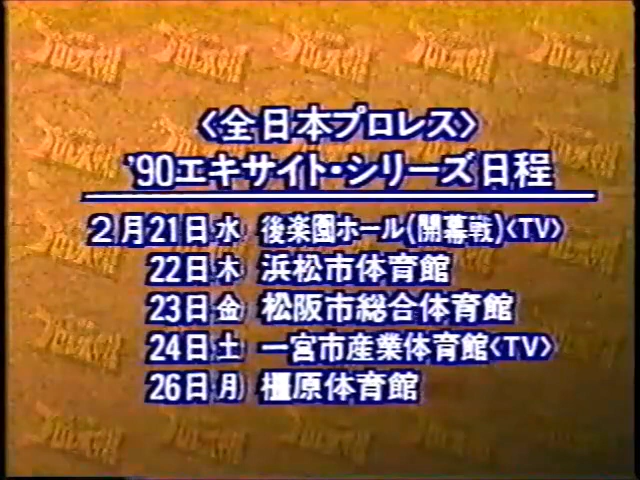 〈全日本プロレス〉
'90エキサイト・シリーズ日程
2月21日水 後楽園ホール(開幕戦)〈TV〉
22日木 浜松市体育館
23日金 松阪市総合体育館
24日土 一宮市産業体育館〈TV〉
26日月 橿原体育館